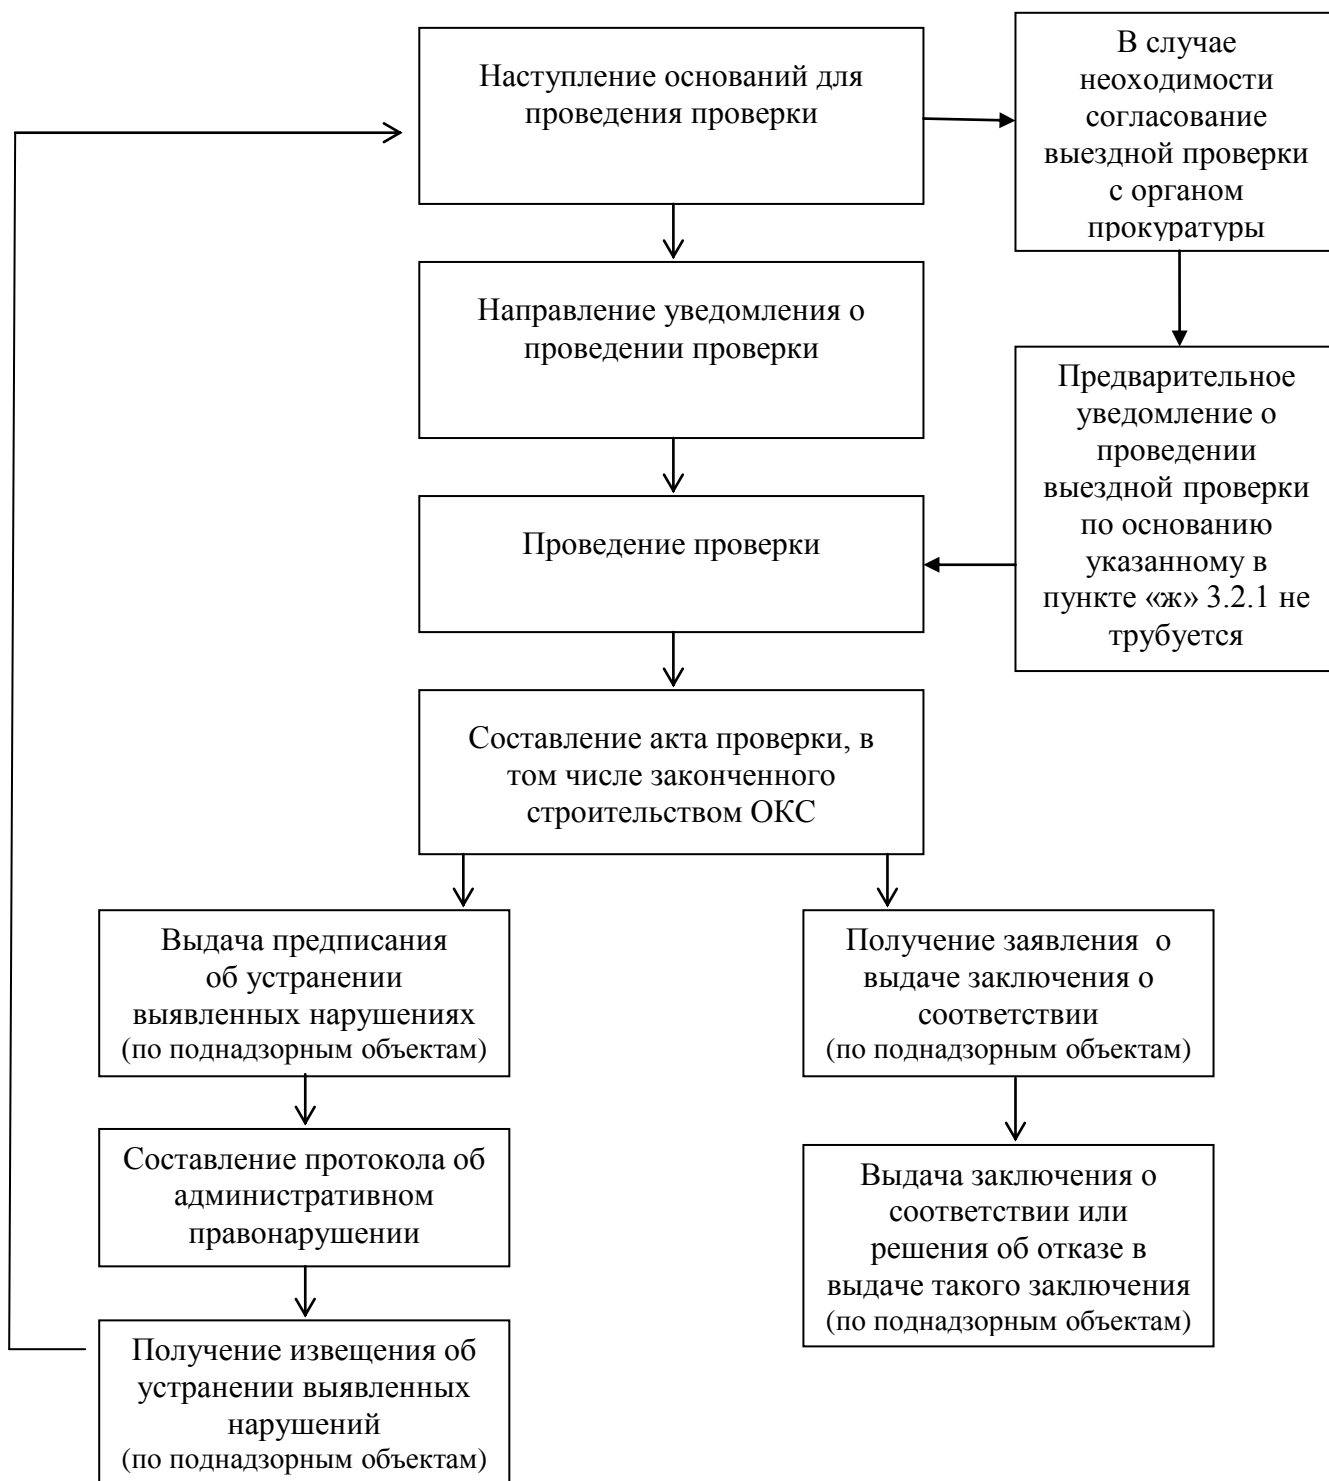 Наступление оснований для
проведения проверки
В случае
неоходимости
согласование
выездной проверки
с органом
прокуратуры
Направление уведомления о
проведении проверки
Предварительное
уведомление о
проведении
выездной проверки
по основанию
указанному в
пункте «ж» 3.2.1 не
трубуется
Проведение проверки
Составление акта проверки, в
том числе законченного
строительством ОКС
Выдача предписания
об устранении
выявленных нарушениях
(по поднадзорным объектам)
Составление протокола об
административном
правонарушении
Получение извещения об
устранении выявленных
нарушений
(по поднадзорным объектам)
Получение заявления о
выдаче заключения о
соответствии
(по поднадзорным объектам)
Выдача заключения о
соответствии или
решения об отказе в
выдаче такого заключения
(по поднадзорным объектам)